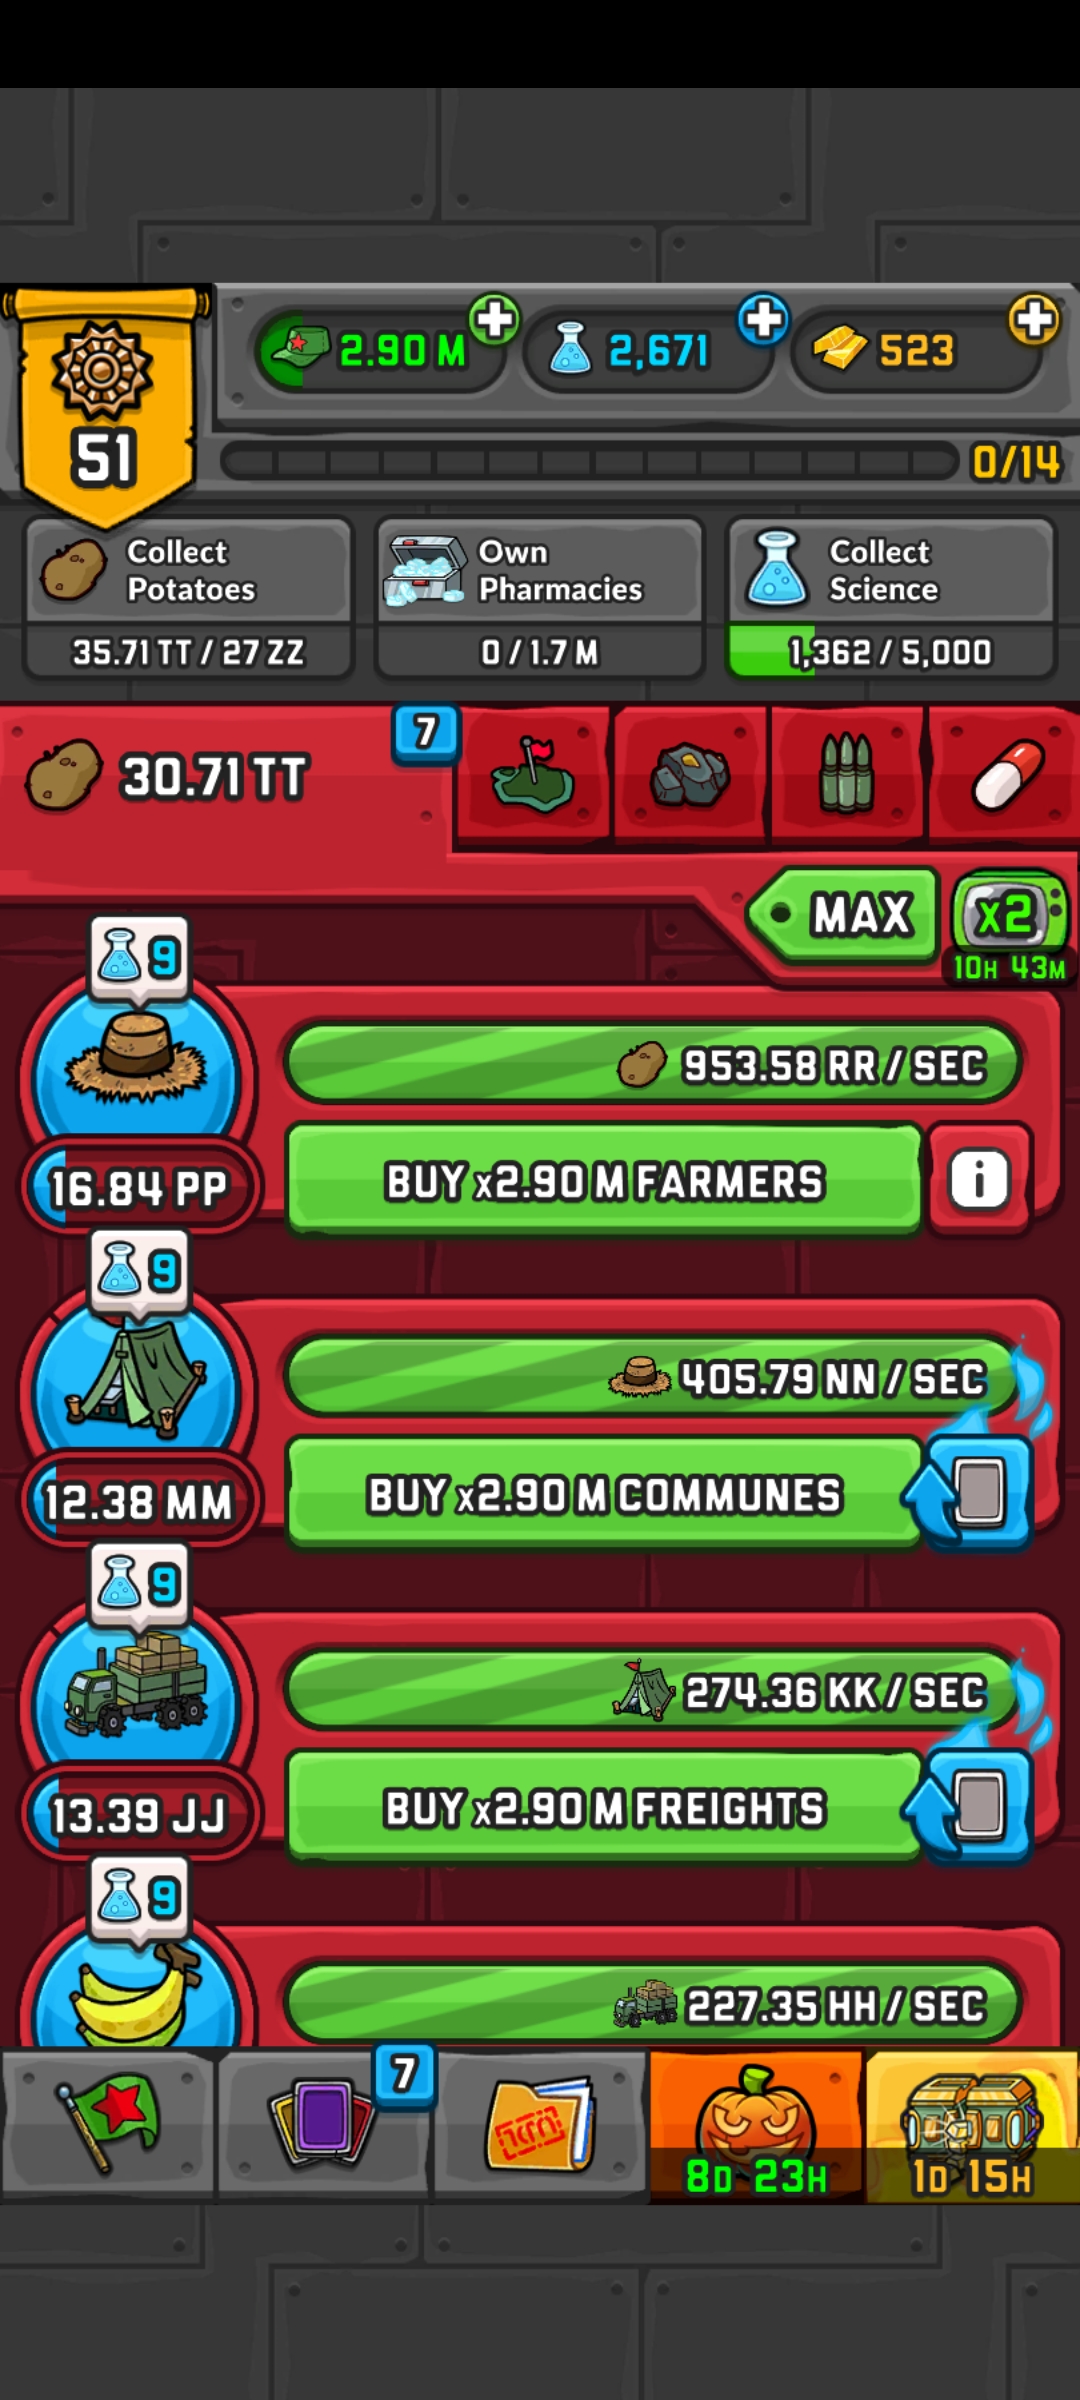 51
2.90 M
2,671
523
0/14
Collect
Potatoes
35.71 TT / 27 ZZ
Own
Pharmacies
0 / 1.7 M
Collect
Science
1,362 / 5,000
30.71 TT
7
MAX
x2
10H 43M
9
953.58 RR / SEC
16.84 PP
BUY x2.90 M FARMERS
i
9
405.79 NN / SEC
12.38 MM
BUY x2.90 M COMMUNES
9
274.36 KK / SEC
13.39 JJ
BUY x2.90 M FREIGHTS
9
227.35 HH / SEC
7
8D 23H
1D 15H